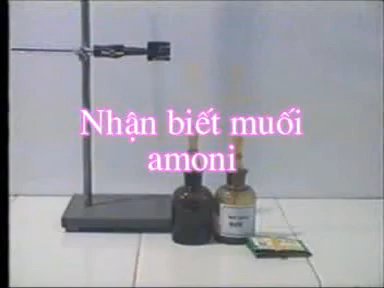 Nhận biết muối
amoni